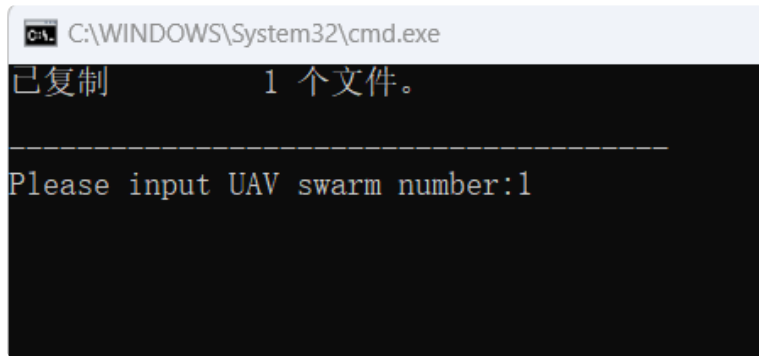 C:\WINDOWS\System32\cmd.exe
已复制         1 个文件。
---------------------------------------
Please input UAV swarm number:1